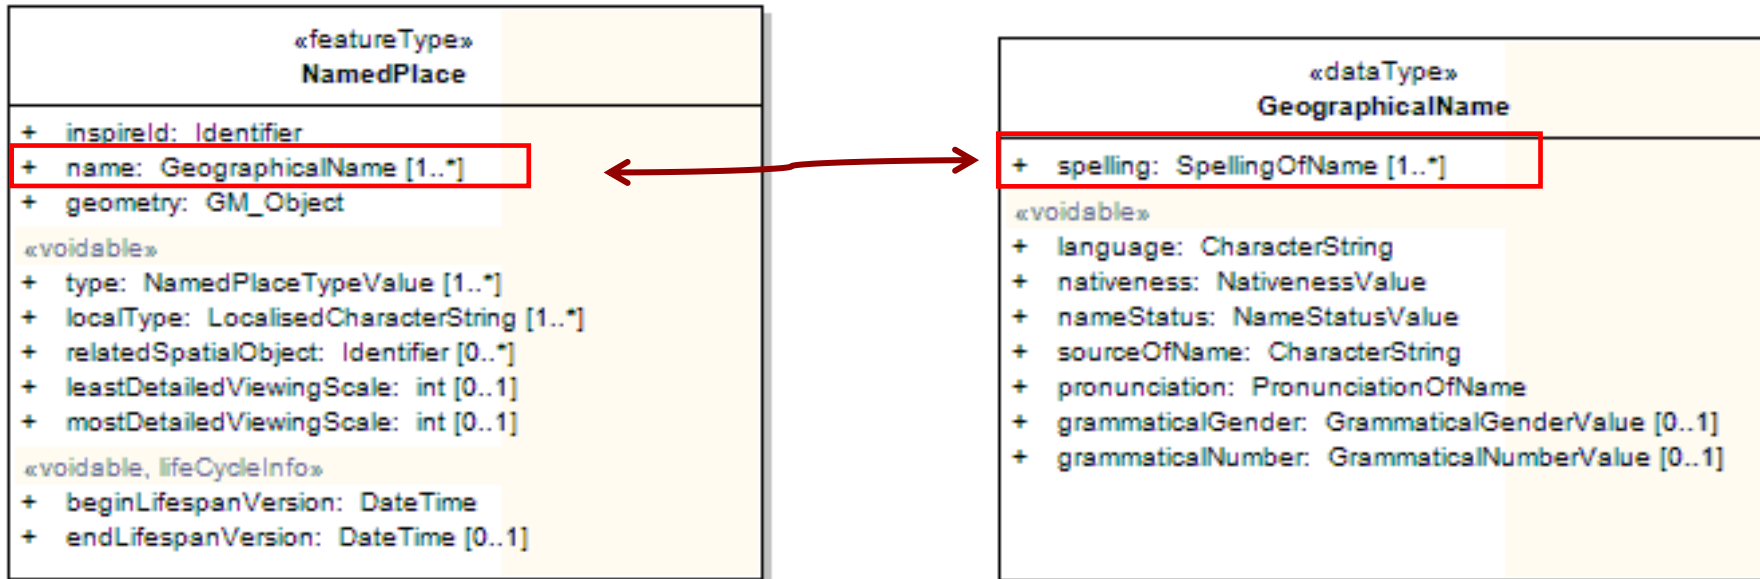 «featureType»
NamedPlace
+ inspireId: Identifier
+ name: GeographicalName [1..*]
+ geometry: GM_Object
«voidable»
+ type: NamedPlaceTypeValue [1..*]
+ localType: LocalisedCharacterString [1..*]
+ relatedSpatialObject: Identifier [0..*]
+ leastDetailedViewingScale: int [0..1]
+ mostDetailedViewingScale: int [0..1]
«voidable, lifeCycleInfo»
+ beginLifespanVersion: DateTime
+ endLifespanVersion: DateTime [0..1]
«dataType»
GeographicalName
+ spelling: SpellingOfName [1..*]
«voidable»
+ language: CharacterString
+ nativeness: NativenessValue
+ nameStatus: NameStatusValue
+ sourceOfName: CharacterString
+ pronunciation: PronunciationOfName
+ grammaticalGender: GrammaticalGenderValue [0..1]
+ grammaticalNumber: GrammaticalNumberValue [0..1]